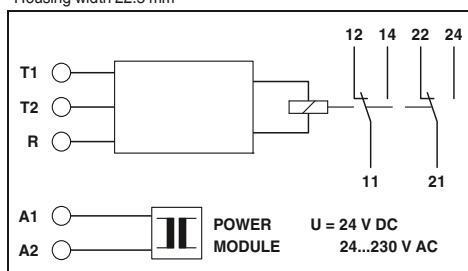 Housing width 22.5 mm
12 14 22 24
T1
T2
R
11 21
A1
POWER U = 24 V DC
A2 MODULE 24...230 V AC